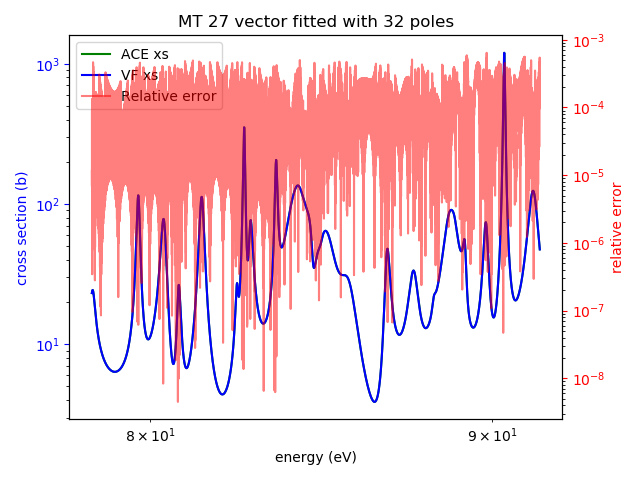 MT 27 vector fitted with 32 poles
ACE xs
VF xs
Relative error
cross section (b)
10³
10²
10¹
relative error
10⁻³
10⁻⁴
10⁻⁵
10⁻⁶
10⁻⁷
10⁻⁸
8 × 10¹
9 × 10¹
energy (eV)